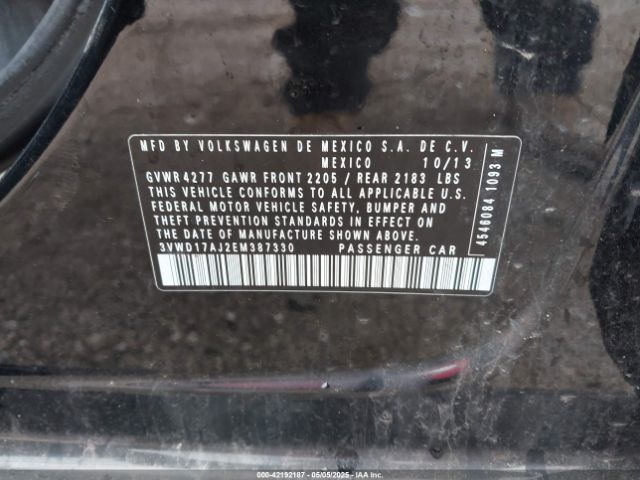 MFD BY VOLKSWAGEN DE MEXICO S.A. DE C.V.
MEXICO 10/13
GVWR 4277 GAWR FRONT 2205 / REAR 2183 LBS
THIS VEHICLE CONFORMS TO ALL APPLICABLE U.S.
FEDERAL MOTOR VEHICLE SAFETY, BUMPER AND
THEFT PREVENTION STANDARDS IN EFFECT ON
THE DATE OF MANUFACTURE SHOWN ABOVE.
3VWD17AJ2EM387330 PASSENGER CAR
4546084 1093 M
000-42192187 - 05/05/2025 - © IAA Holdings, LLC